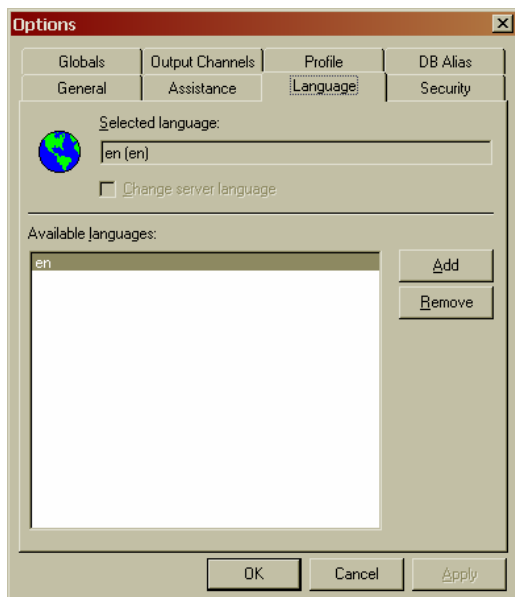 Options
Globals Output Channels Profile DB Alias
General Assistance Language Security
Selected language:
en (en)
Change server language
Available languages:
en
Add
Remove
OK Cancel Apply